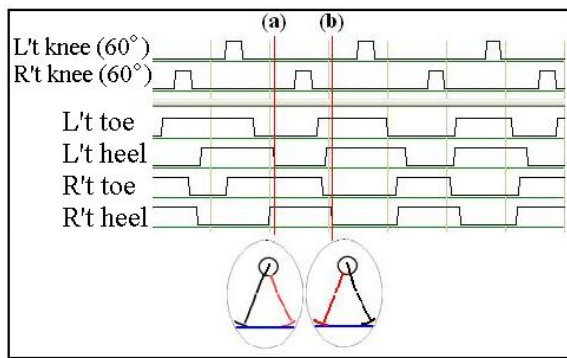 (a) (b)
L't knee (60°)
R't knee (60°)
L't toe
L't heel
R't toe
R't heel